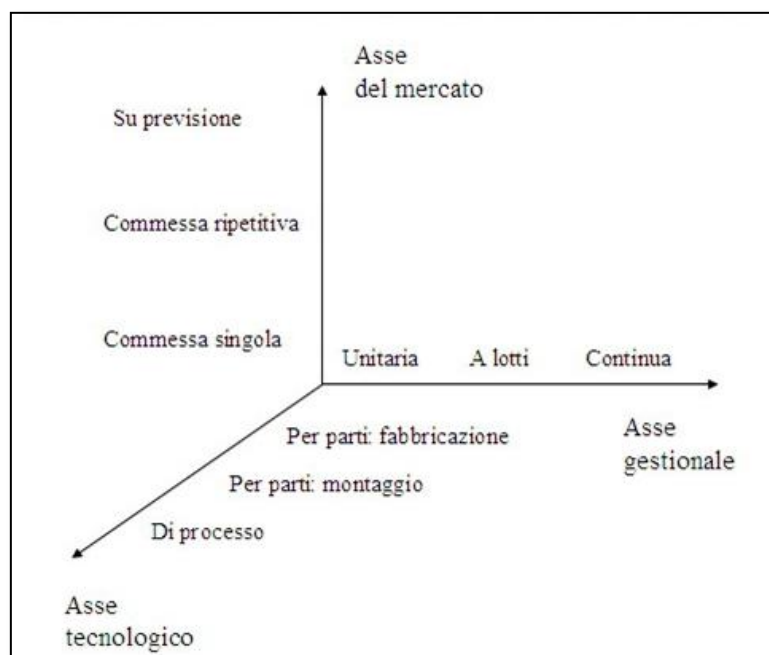 Asse
del mercato
Su previsione
Commessa ripetitiva
Commessa singola
Unitaria
A lotti
Continua
Per parti: fabbricazione
Asse
gestionale
Per parti: montaggio
Di processo
Asse
tecnologico